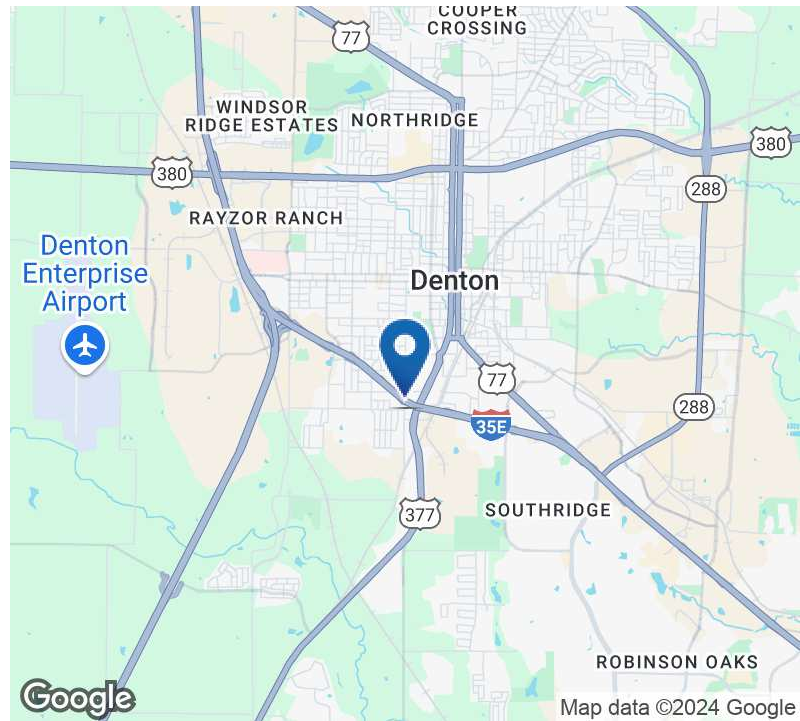 COOPER
CROSSING
77
WINDSOR
RIDGE ESTATES
NORTHRIDGE
380
380
288
RAYZOR RANCH
Denton
Enterprise
Airport
Denton
77
288
35E
377
SOUTHRIDGE
ROBINSON OAKS
Google
Map data ©2024 Google